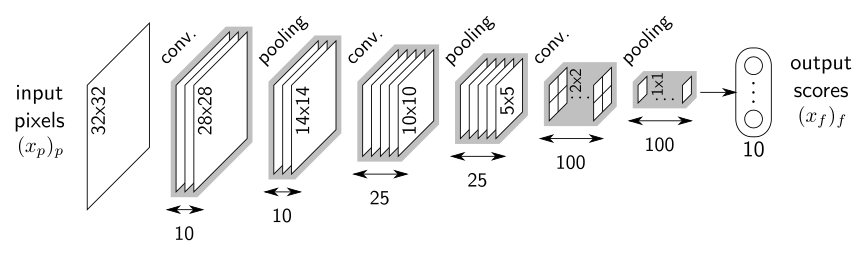 input
pixels
(x_p)_p
32x32
conv.
28x28
10
pooling
14x14
10
conv.
10x10
25
pooling
5x5
25
conv.
2x2
...
100
pooling
1x1
...
100
10
output
scores
(x_f)_f